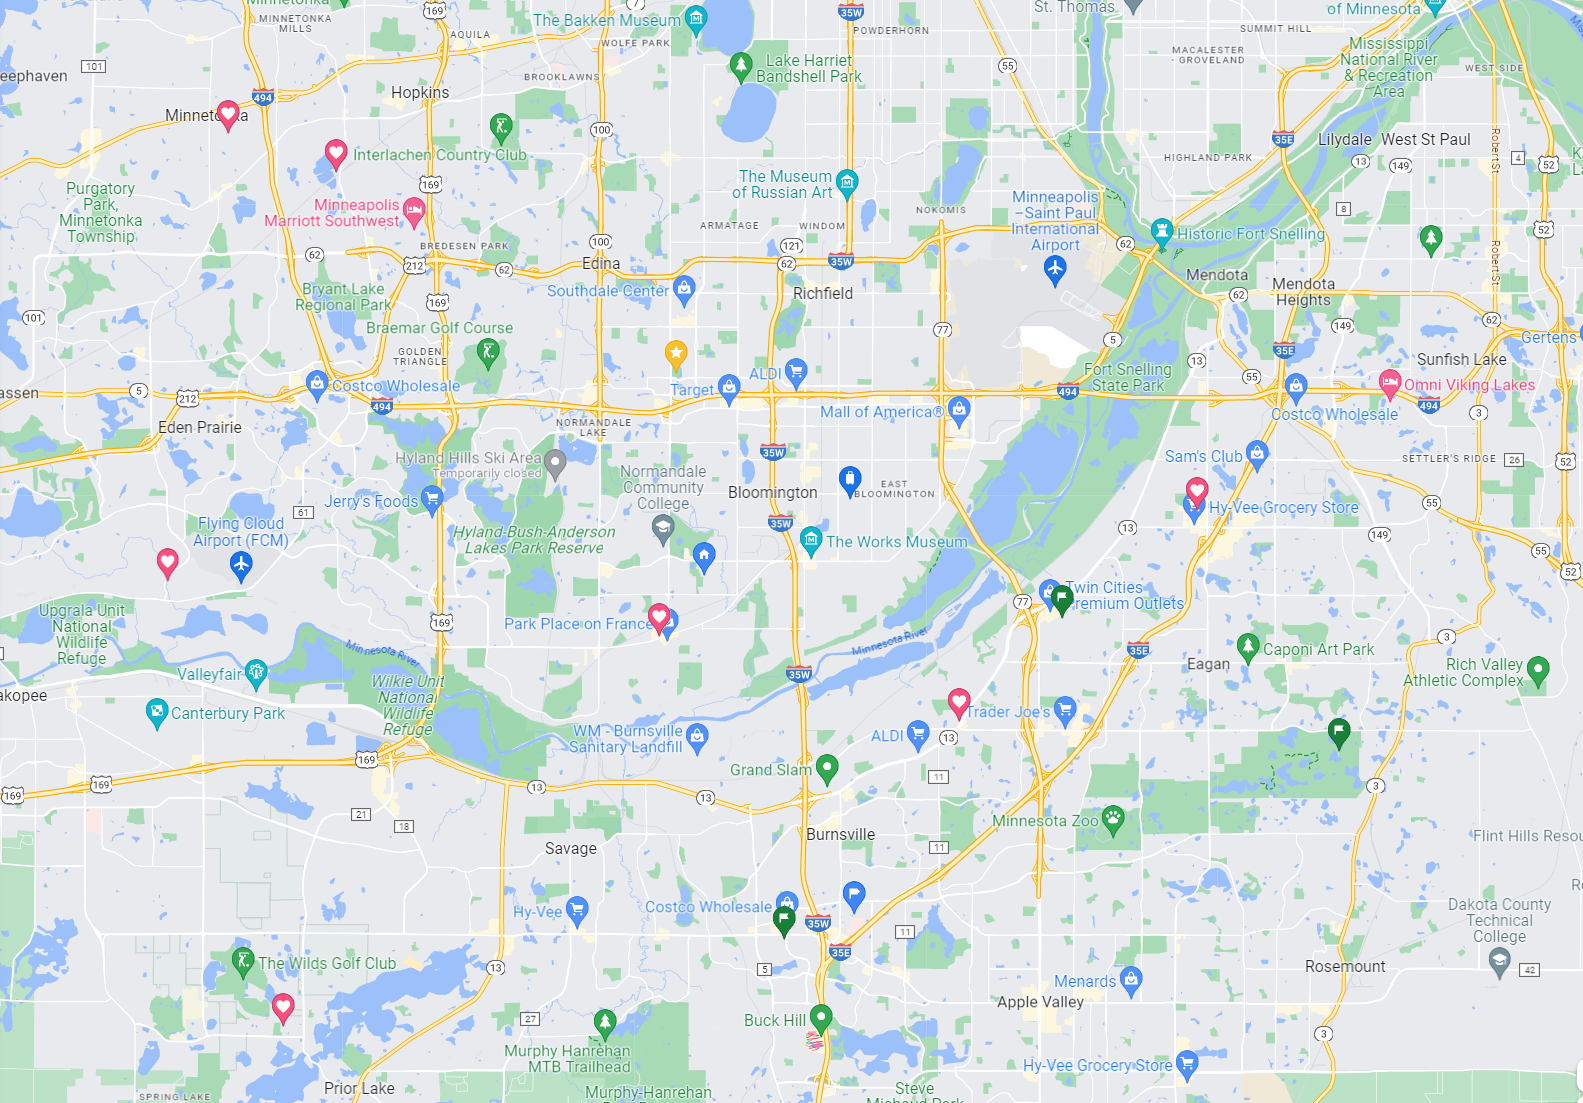 Minnetonka
MINNETONKA
MILLS
169
7
The Bakken Museum
35W
St. Thomas
of Minnesota
AQUILA
WOLFE PARK
POWDERHORN
SUMMIT HILL
MACALESTER
- GROVELAND
Mississippi
National River
& Recreation
Area
WEST SIDE
eephaven
101
494
Hopkins
BROOKLAWNS
Lake Harriet
Bandshell Park
55
Minnetonka
100
35E
Lilydale
West St Paul
Robert St
13
149
4
52
HIGHLAND PARK
Interlachen Country Club
169
The Museum
of Russian Art
Purgatory
Park,
Minnetonka
Township
Minneapolis
Marriott Southwest
Minneapolis
–Saint Paul
International
Airport
NOKOMIS
8
ARMATAGE
WINDOM
Historic Fort Snelling
52
62
BREDESEN PARK
100
121
62
Robert St
62
212
62
Edina
62
35W
Mendota
Bryant Lake
Regional Park
169
Southdale Center
Richfield
62
Mendota
Heights
101
Braemar Golf Course
77
149
62
5
Gertens
GOLDEN
TRIANGLE
13
35E
Sunfish Lake
Fort Snelling
State Park
55
assen
5
212
Costco Wholesale
494
Target
ALDI
494
Omni Viking Lakes
494
Mall of America®
Costco Wholesale
3
Eden Prairie
NORMANDALE
LAKE
35W
Hyland Hills Ski Area
Temporarily closed
Normandale
Community
College
Sam's Club
SETTLER'S RIDGE
26
52
Jerry's Foods
Bloomington
EAST
BLOOMINGTON
Hy-Vee Grocery Store
55
61
Flying Cloud
Airport (FCM)
35W
13
149
Hyland-Bush-Anderson
Lakes Park Reserve
The Works Museum
55
52
Twin Cities
Premium Outlets
77
Upgrala Unit
National
Wildlife
Refuge
169
Park Place on France
3
Minnesota River
Minnesota River
35E
Caponi Art Park
Eagan
Rich Valley
Athletic Complex
Valleyfair
35W
akopee
Wilkie Unit
National
Wildlife
Refuge
Canterbury Park
Trader Joe's
WM - Burnsville
Sanitary Landfill
ALDI
13
169
Grand Slam
11
169
169
13
13
3
21
18
Minnesota Zoo
Burnsville
Flint Hills Resou
Savage
11
Hy-Vee
Costco Wholesale
35W
Dakota County
Technical
College
11
35E
The Wilds Golf Club
13
5
Rosemount
42
Menards
Apple Valley
27
Buck Hill
3
Murphy Hanrehan
MTB Trailhead
Hy-Vee Grocery Store
Prior Lake
SPRING LAKE
Murphy-Hanrehan
Steve
Michaud Park